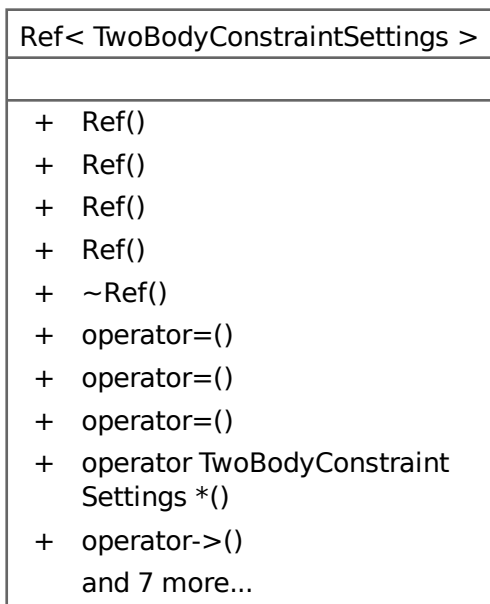 Ref< TwoBodyConstraintSettings >
+ Ref()
+ Ref()
+ Ref()
+ Ref()
+ ~Ref()
+ operator=()
+ operator=()
+ operator=()
+ operator TwoBodyConstraint
Settings *()
+ operator->()
and 7 more...